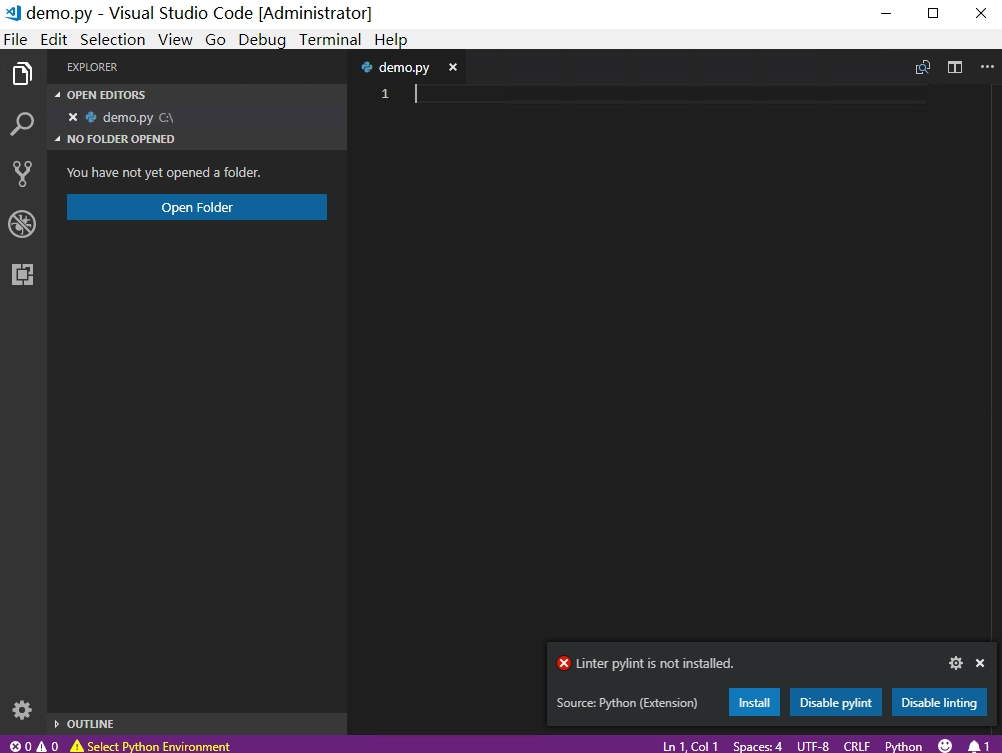 demo.py - Visual Studio Code [Administrator]
File Edit Selection View Go Debug Terminal Help
EXPLORER
OPEN EDITORS
demo.py C:\
NO FOLDER OPENED
You have not yet opened a folder.
Open Folder
OUTLINE
demo.py
1
Linter pylint is not installed.
Source: Python (Extension) Install Disable pylint Disable linting
0 0 Select Python Environment Ln 1, Col 1 Spaces: 4 UTF-8 CRLF Python 1